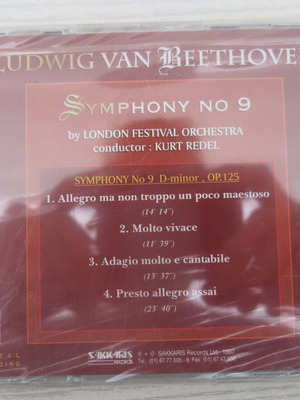 LUDWIG VAN BEETHOVE
SYMPHONY NO 9
by LONDON FESTIVAL ORCHESTRA
conductor : KURT REDEL
SYMPHONY No 9 D-minor , OP.125
1. Allegro ma non troppo un poco maestoso
(14' 14")
2. Molto vivace
(11' 39")
3. Adagio molto e cantabile
(13' 37")
4. Presto allegro assai
(23' 40")
SAKKARIS
records
P + © SAKKARIS Records Ltd., 1997